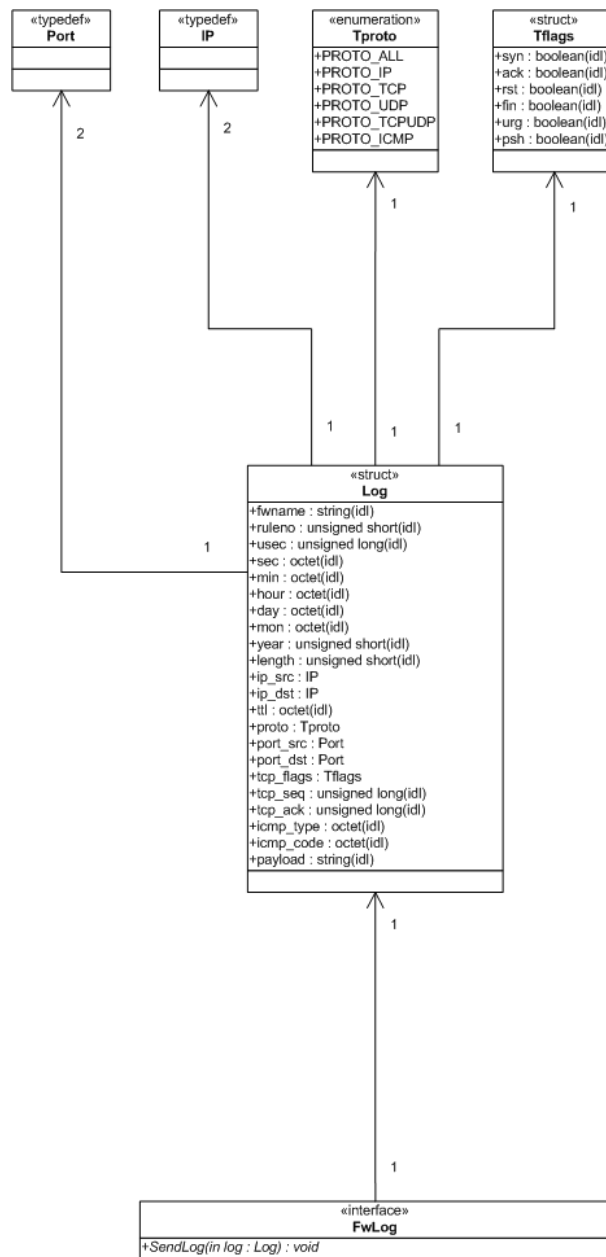 «typedef»
Port
«typedef»
IP
«enumeration»
Tproto
+PROTO_ALL
+PROTO_IP
+PROTO_TCP
+PROTO_UDP
+PROTO_TCPUDP
+PROTO_ICMP
«struct»
Tflags
+syn : boolean(idl)
+ack : boolean(idl)
+rst : boolean(idl)
+fin : boolean(idl)
+urg : boolean(idl)
+psh : boolean(idl)
2
2
1
1
1
1
1
1
«struct»
Log
+fwname : string(idl)
+ruleno : unsigned short(idl)
+usec : unsigned long(idl)
+sec : octet(idl)
+min : octet(idl)
+hour : octet(idl)
+day : octet(idl)
+mon : octet(idl)
+year : unsigned short(idl)
+length : unsigned short(idl)
+ip_src : IP
+ip_dst : IP
+ttl : octet(idl)
+proto : Tproto
+port_src : Port
+port_dst : Port
+tcp_flags : Tflags
+tcp_seq : unsigned long(idl)
+tcp_ack : unsigned long(idl)
+icmp_type : octet(idl)
+icmp_code : octet(idl)
+payload : string(idl)
1
1
«interface»
FwLog
+SendLog(in log : Log) : void